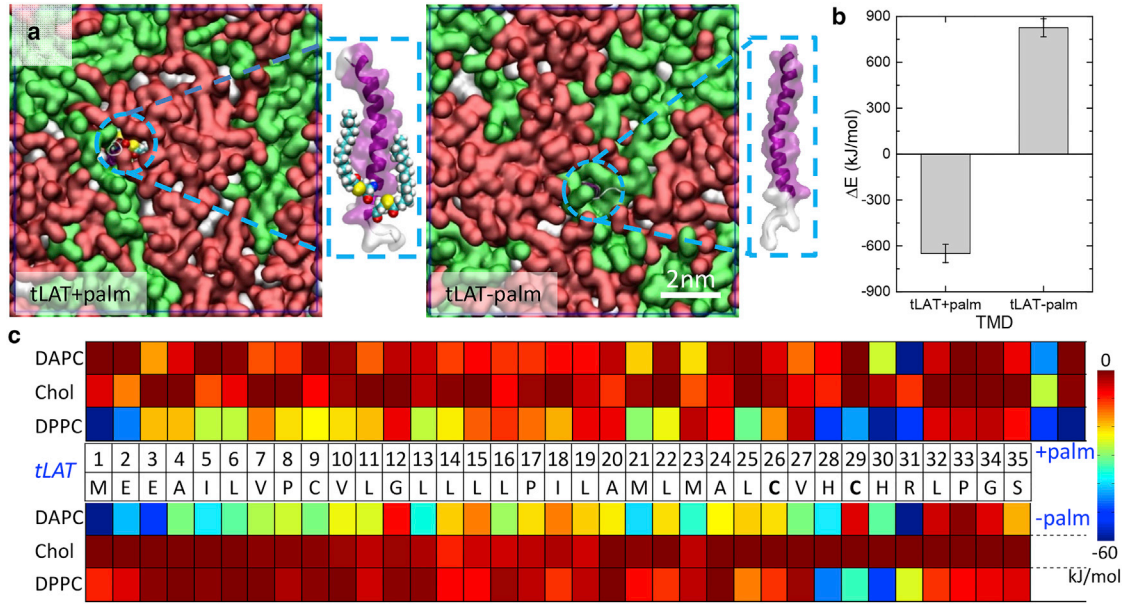 a
tLAT+palm
tLAT-palm
2nm
b
900
600
300
0
-300
-600
-900
ΔE (kJ/mol)
tLAT+palm tLAT-palm
TMD
c
DAPC
Chol
DPPC
tLAT 1 2 3 4 5 6 7 8 9 10 11 12 13 14 15 16 17 18 19 20 21 22 23 24 25 26 27 28 29 30 31 32 33 34 35 +palm
M E E A I L V P C V L G L L L L P I L A M L M A L C V H C H R L P G S
DAPC -palm
Chol
DPPC
0
-60
kJ/mol